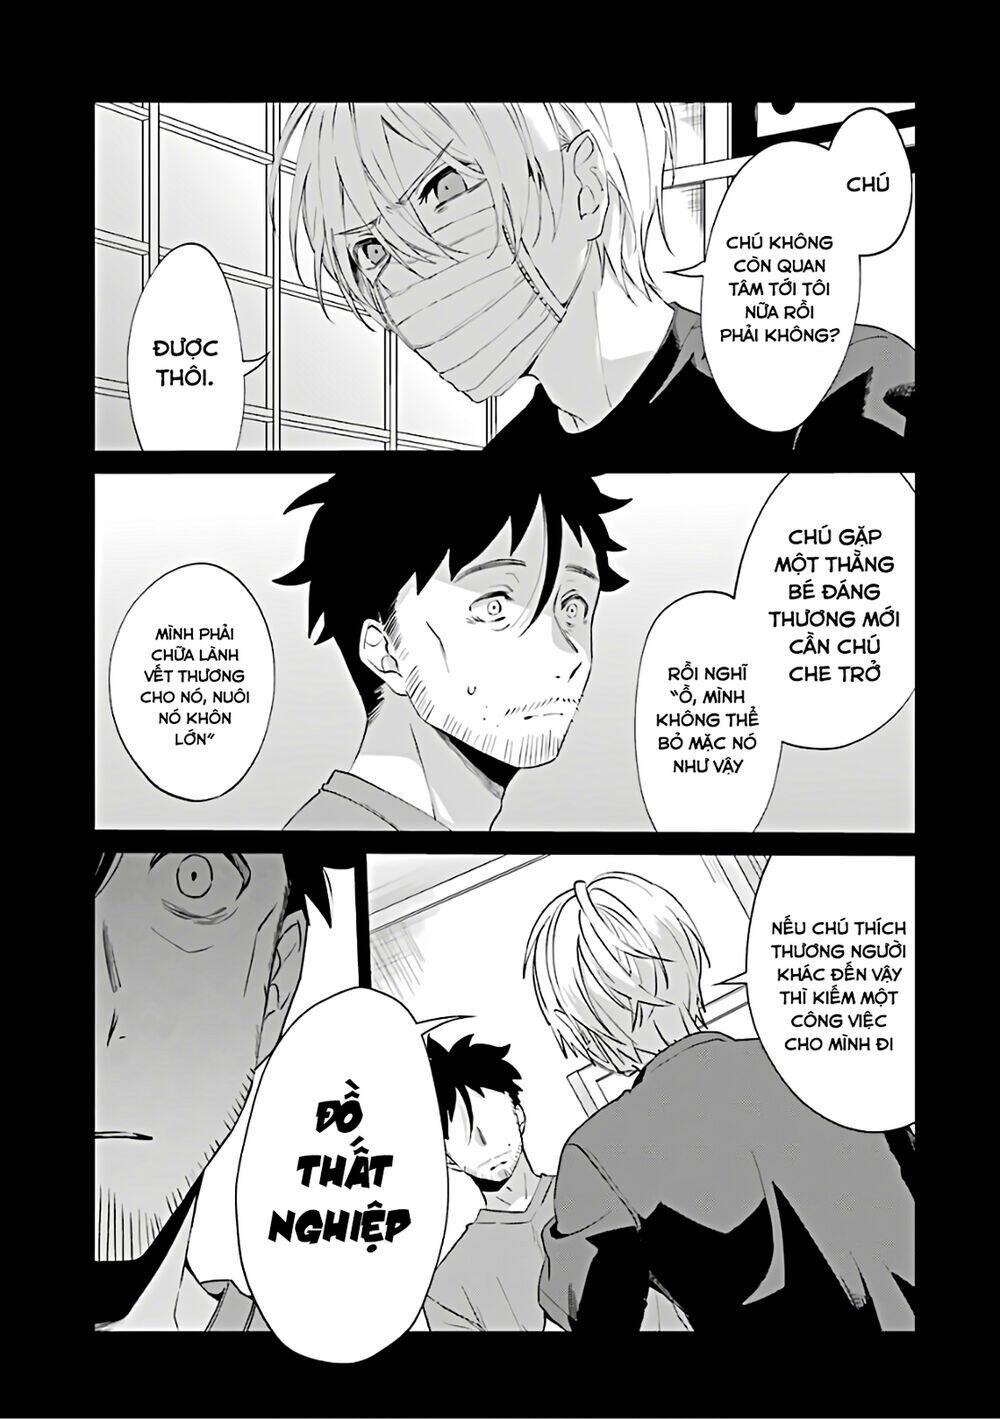 CHÚ
CHÚ KHÔNG
CÒN QUAN
TÂM TỚI TÔI
NỮA RỒI
PHẢI KHÔNG?
ĐƯỢC
THÔI.
CHÚ GẶP
MỘT THẰNG
BÉ ĐÁNG
THƯƠNG MỚI
CẦN CHÚ
CHE TRỞ
RỒI NGHĨ
"Ồ, MÌNH
KHÔNG THỂ
BỎ MẶC NÓ
NHƯ VẬY
MÌNH PHẢI
CHỮA LÀNH
VẾT THƯƠNG
CHO NÓ, NUÔI
NÓ KHÔN
LỚN"
NẾU CHÚ THÍCH
THƯƠNG NGƯỜI
KHÁC ĐẾN VẬY
THÌ KIẾM MỘT
CÔNG VIỆC
CHO MÌNH ĐI
ĐỒ
THẤT
NGHIỆP